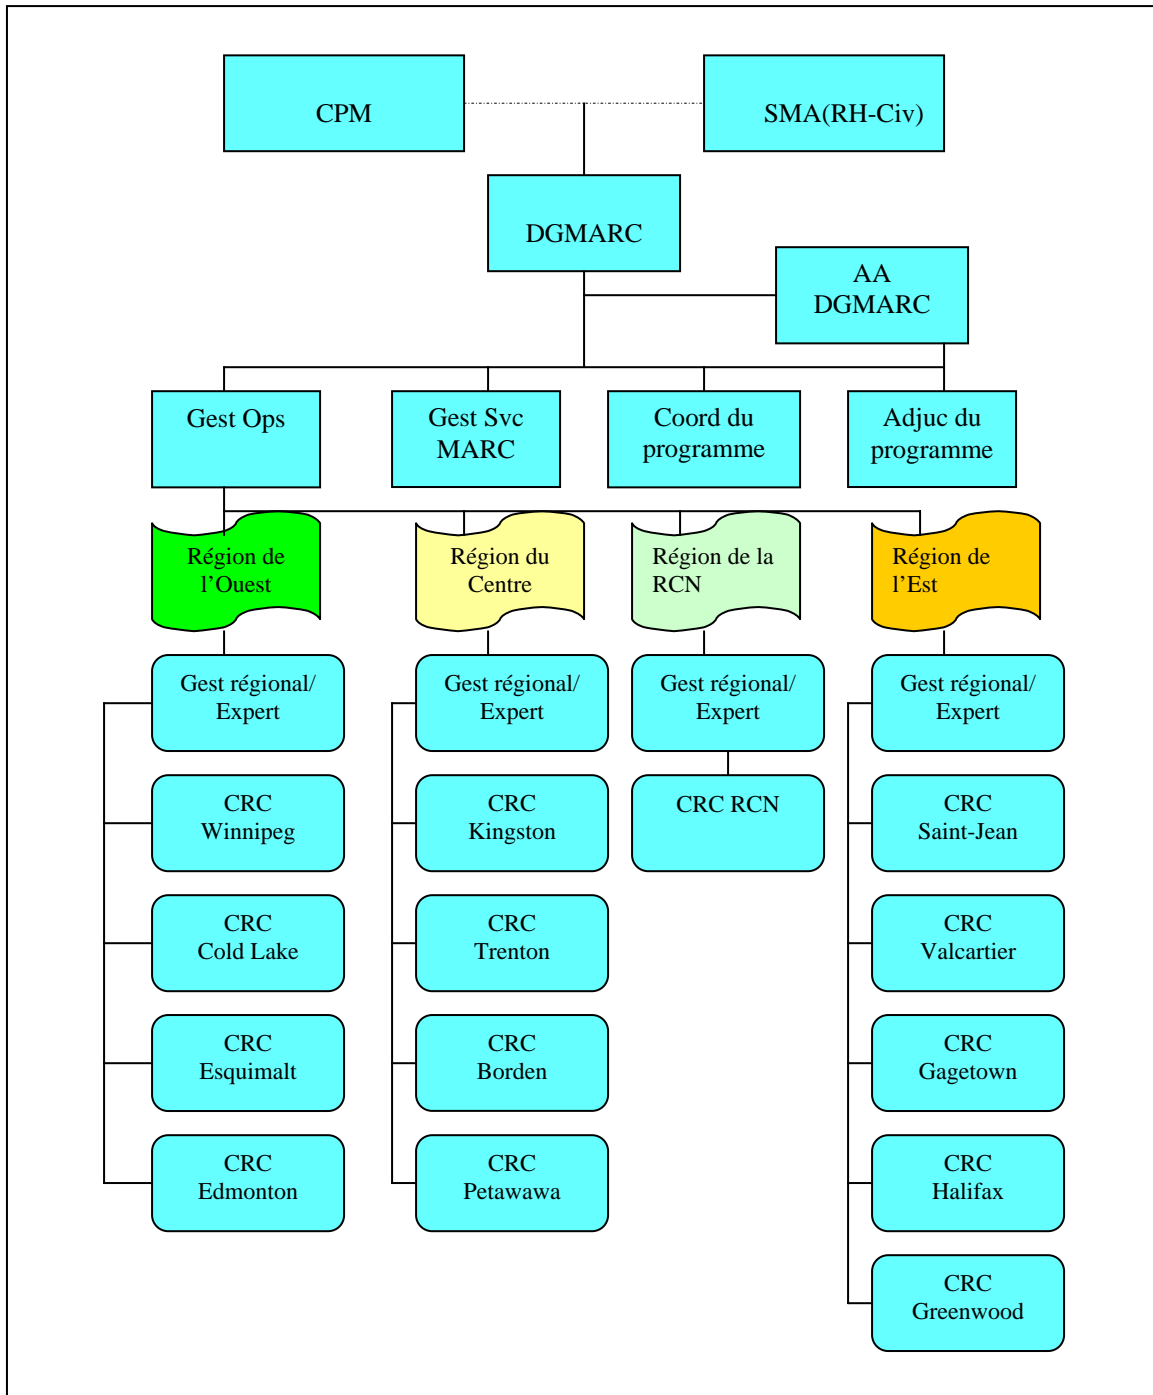 CPM
SMA(RH-Civ)
DGMARC
AA
DGMARC
Gest Ops
Gest Svc
MARC
Coord du
programme
Adjuc du
programme
Région de
l’Ouest
Région du
Centre
Région de la
RCN
Région de
l’Est
Gest régional/
Expert
Gest régional/
Expert
Gest régional/
Expert
Gest régional/
Expert
CRC
Winnipeg
CRC
Kingston
CRC RCN
CRC
Saint-Jean
CRC
Cold Lake
CRC
Trenton
CRC
Valcartier
CRC
Esquimalt
CRC
Borden
CRC
Gagetown
CRC
Edmonton
CRC
Petawawa
CRC
Halifax
CRC
Greenwood